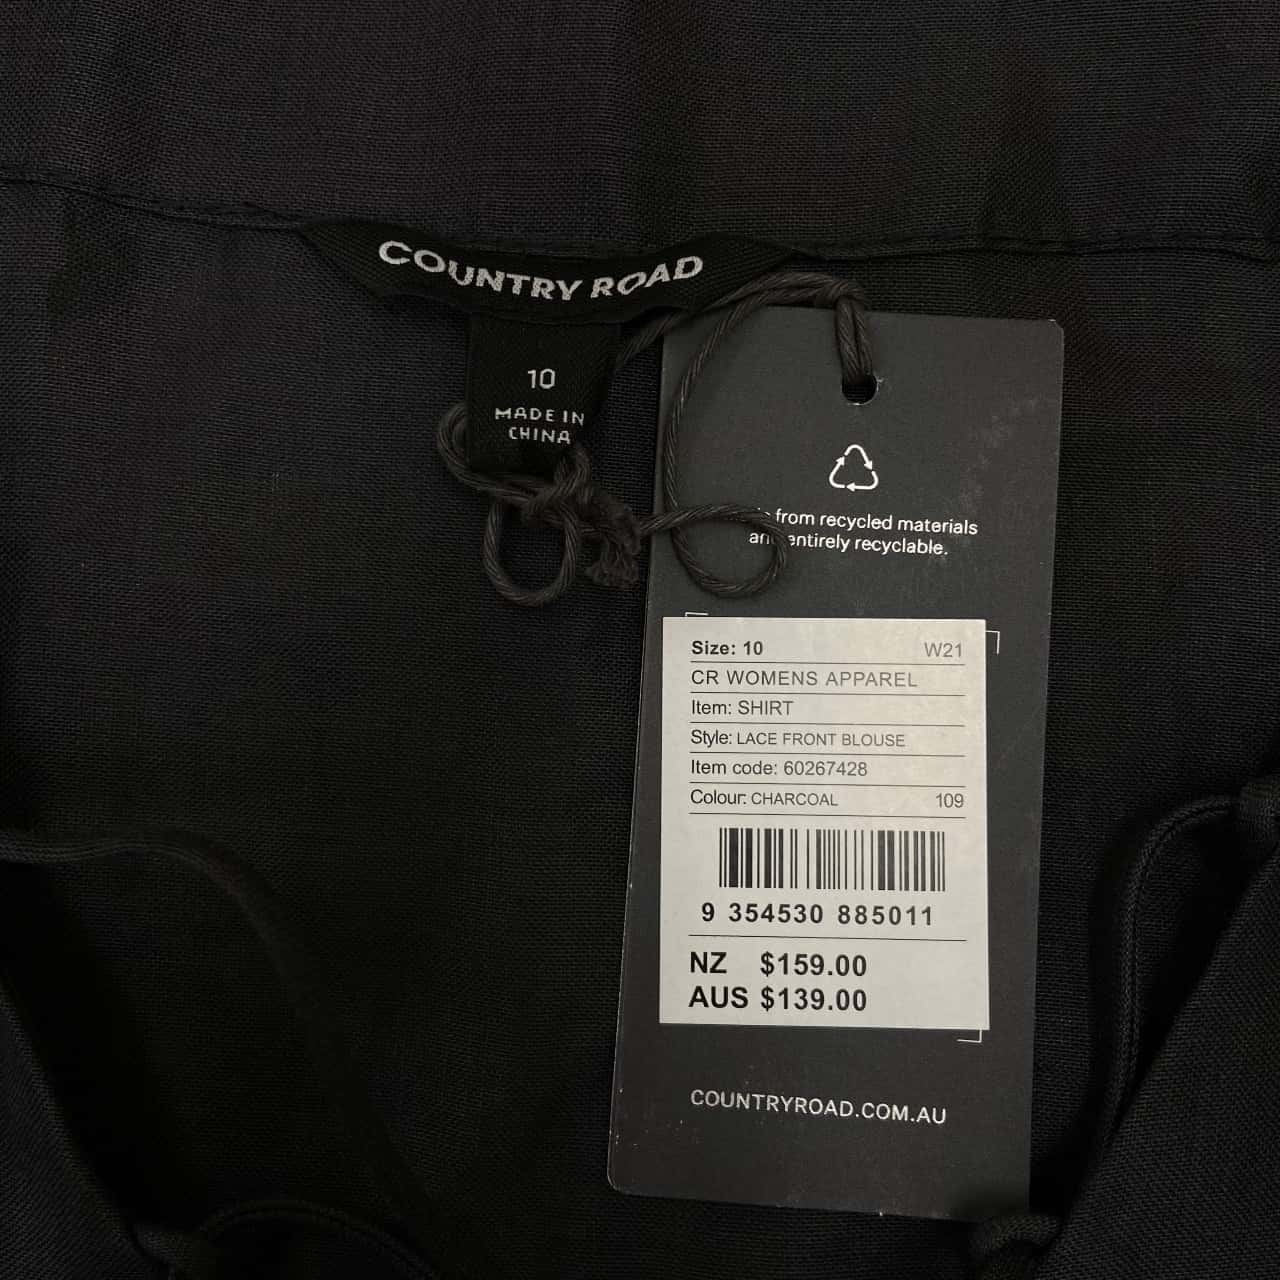 COUNTRY ROAD
10
MADE IN
CHINA
from recycled materials
and entirely recyclable.
Size: 10 W21
CR WOMENS APPAREL
Item: SHIRT
Style: LACE FRONT BLOUSE
Item code: 60267428
Colour: CHARCOAL 109
9 354530 885011
NZ $159.00
AUS $139.00
COUNTRYROAD.COM.AU